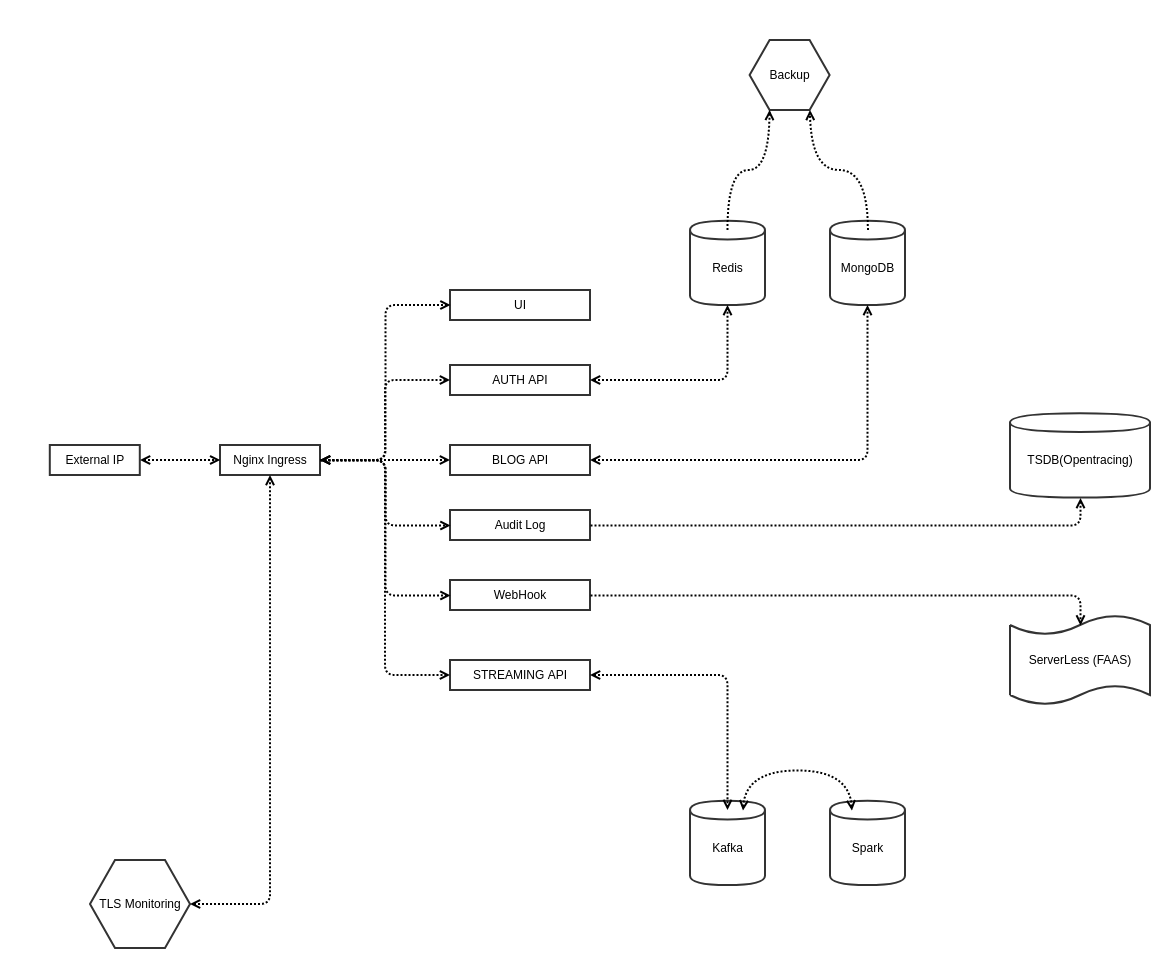 Backup
Redis
MongoDB
UI
AUTH API
External IP
Nginx Ingress
BLOG API
TSDB(Opentracing)
Audit Log
WebHook
ServerLess (FAAS)
STREAMING API
Kafka
Spark
TLS Monitoring